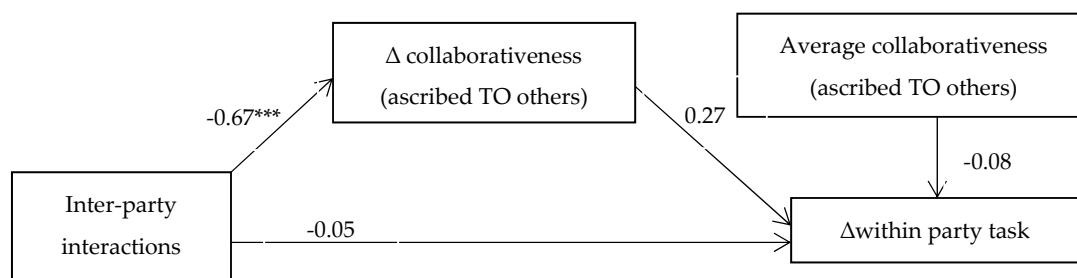 Δ collaborativeness
(ascribed TO others)
Average collaborativeness
(ascribed TO others)
-0.67***
0.27
-0.08
Inter-party
interactions
-0.05
Δwithin party task